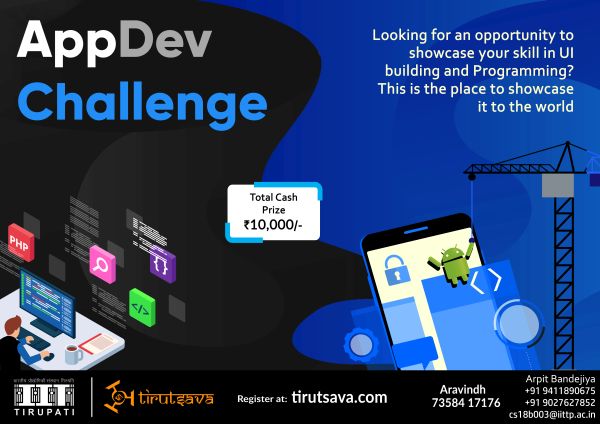 AppDev
Challenge
Looking for an opportunity to
showcase your skill in UI
building and Programming?
This is the place to showcase
it to the world
Total Cash
Prize
₹10,000/-
PHP
{}
</>
< >
TIRUPATI
tirutsava
Register at: tirutsava.com
Aravindh
73584 17176
Arpit Bandejiya
+91 9411890675
+91 9027627852
cs18b003@iittp.ac.in